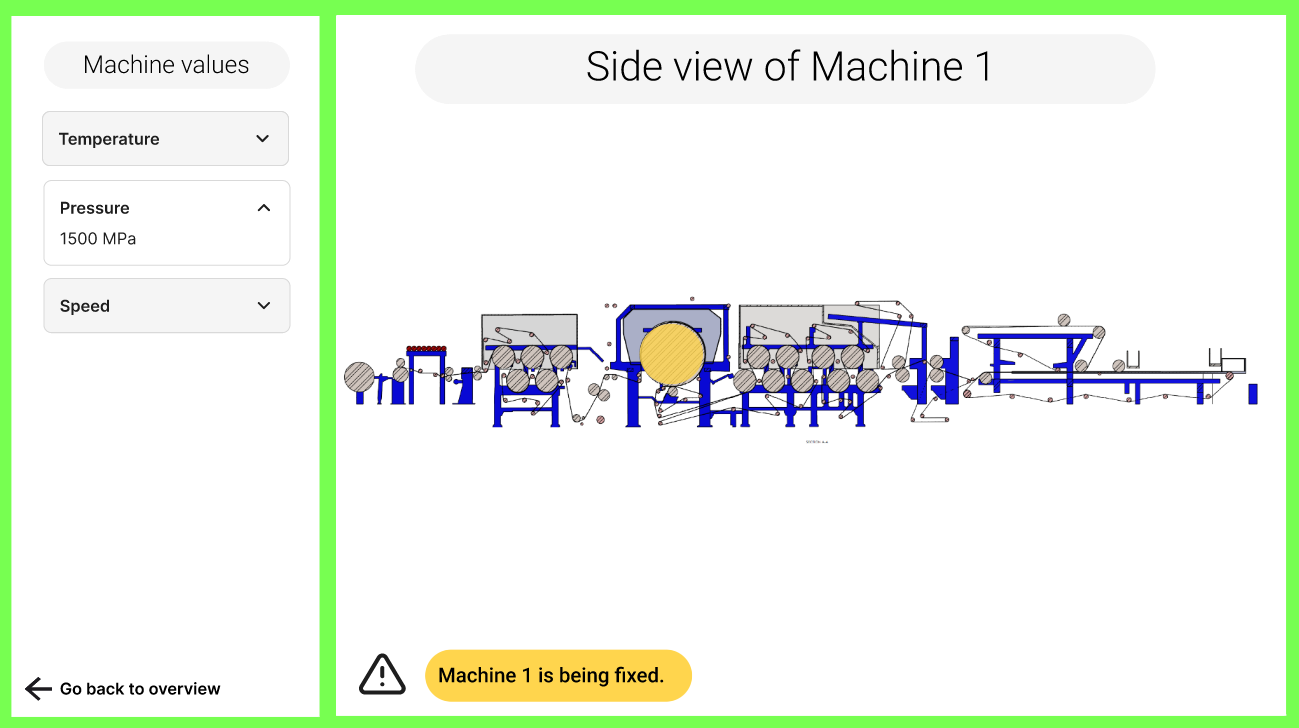 Machine values
Temperature
Pressure
1500 MPa
Speed
Go back to overview
Side view of Machine 1
Machine 1 is being fixed.